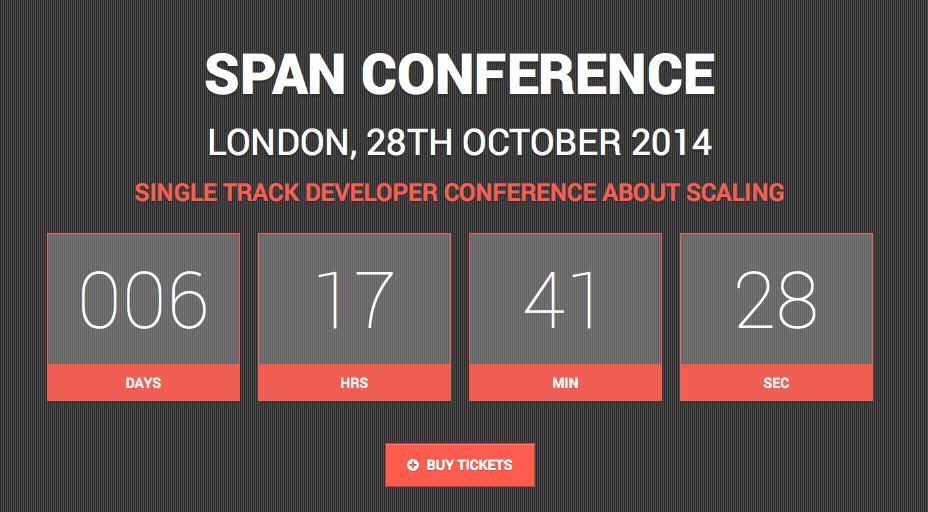 SPAN CONFERENCE
LONDON, 28TH OCTOBER 2014
SINGLE TRACK DEVELOPER CONFERENCE ABOUT SCALING
006 17 41 28
DAYS HRS MIN SEC
BUY TICKETS